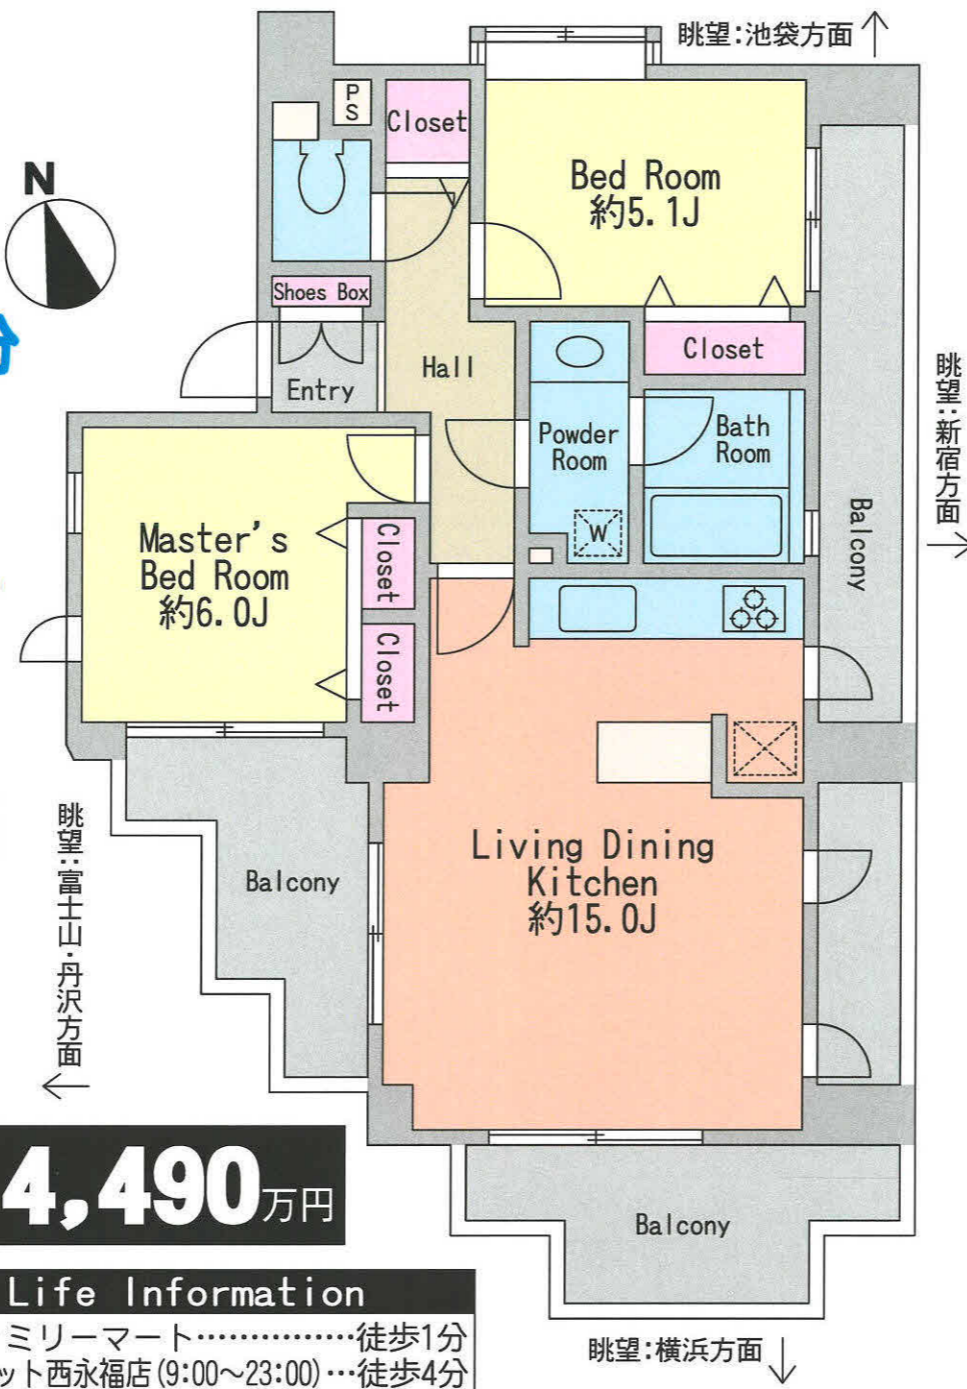 眺望:池袋方面
N
P
S
Closet
Bed Room
約5.1J
Shoes Box
分
Closet
Hall
Entry
Powder
Room
Bath
Room
眺望:新宿方面
W
Balcony
Master's
Bed Room
約6.0J
Closet
Closet
Living Dining
Kitchen
約15.0J
眺望:富士山・丹沢方面
Balcony
4,490万円
Balcony
Life Information
ミリーマート……………徒歩1分
ット西永福店(9:00〜23:00)…徒歩4分
眺望:横浜方面